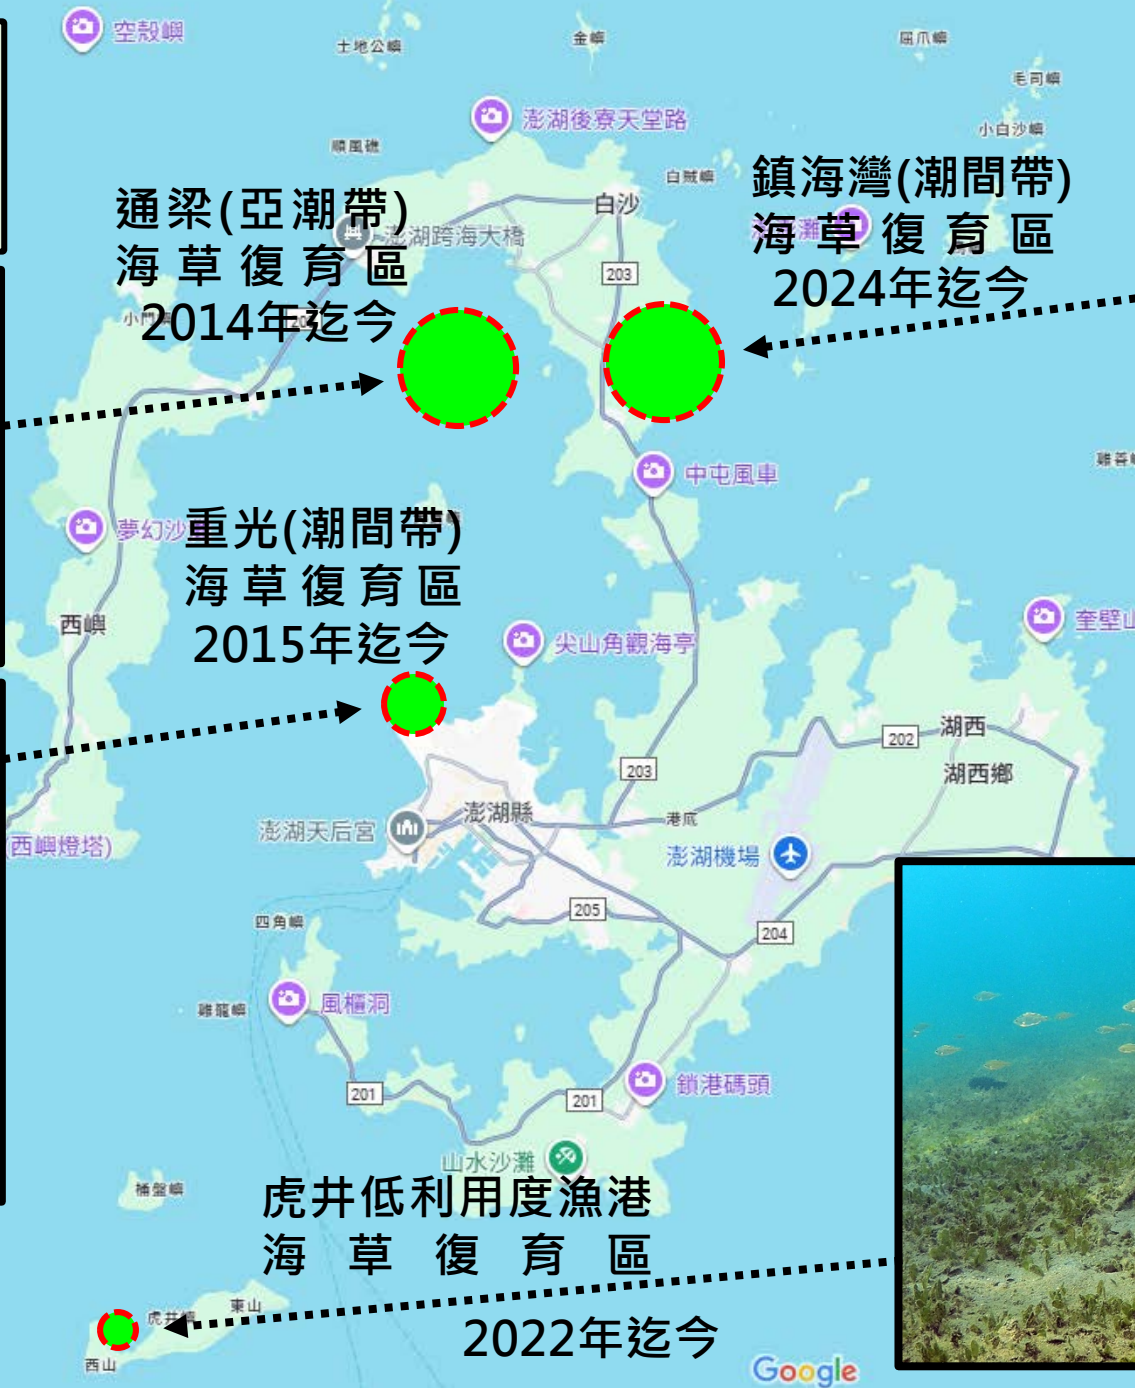 空殼嶼
土地公嶼
金嶼
屈爪嶼
毛司嶼
小白沙嶼
澎湖後寮天堂路
順風礁
白賊嶼
白沙
通梁(亞潮帶)
海草復育區
2014年迄今
澎湖跨海大橋
鎮海灣(潮間帶)
海草復育區
2024年迄今
203
中屯風車
夢幻沙
重光(潮間帶)
海草復育區
2015年迄今
西嶼
尖山角觀海亭
奎壁山
202
湖西
湖西鄉
203
澎湖縣
港底
澎湖天后宮
(西嶼燈塔)
澎湖機場
205
204
四角嶼
雞籠嶼
風櫃洞
201
201
鎖港碼頭
山水沙灘
桶盤嶼
虎井低利用度漁港
海草復育區
2022年迄今
東山
西山
Google